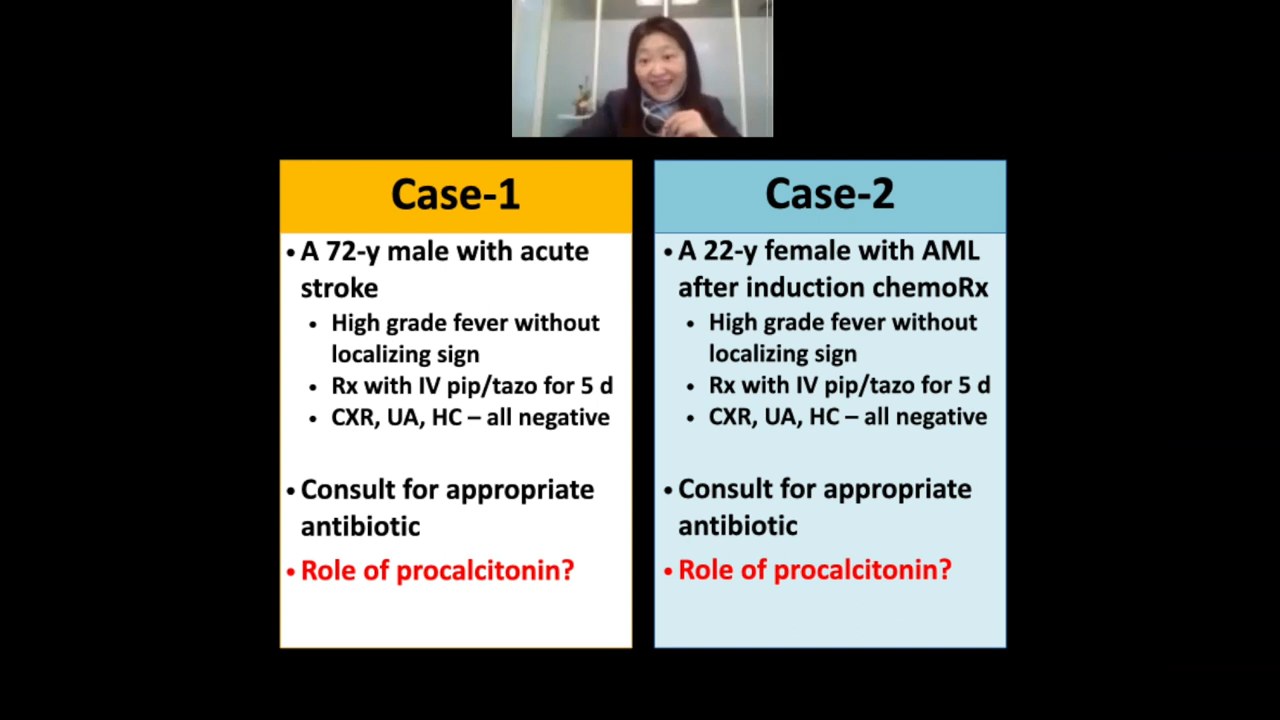 Case-1
• A 72-y male with acute
stroke
• High grade fever without
localizing sign
• Rx with IV pip/tazo for 5 d
• CXR, UA, HC – all negative
• Consult for appropriate
antibiotic
• Role of procalcitonin?
Case-2
• A 22-y female with AML
after induction chemoRx
• High grade fever without
localizing sign
• Rx with IV pip/tazo for 5 d
• CXR, UA, HC – all negative
• Consult for appropriate
antibiotic
• Role of procalcitonin?